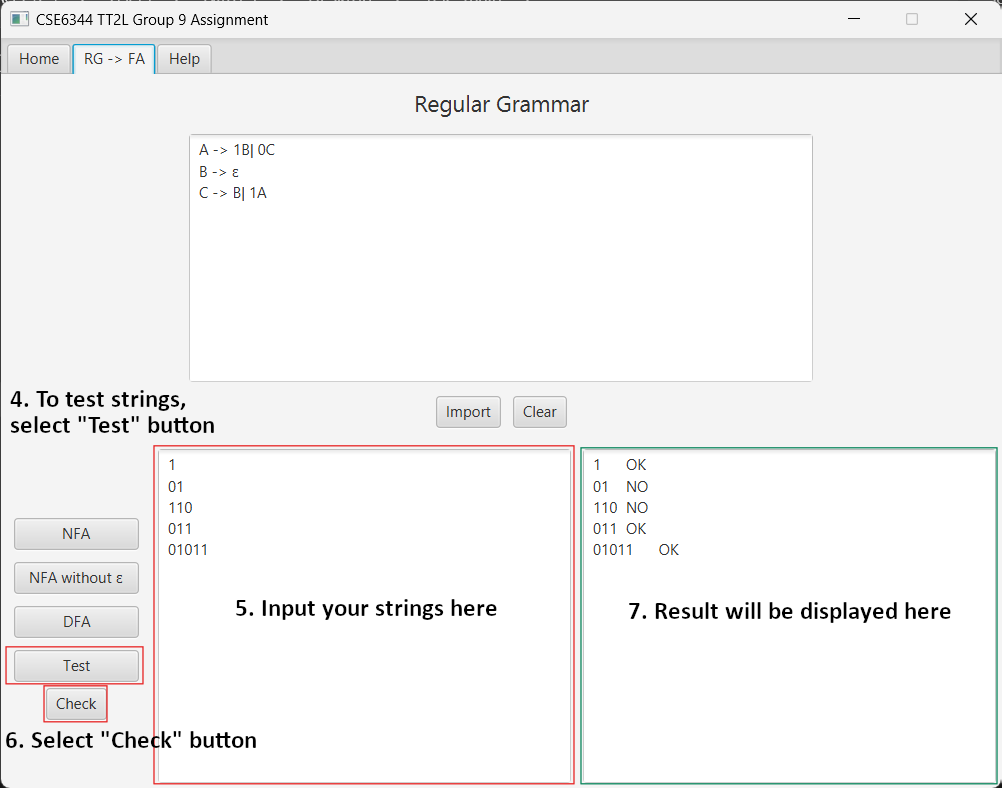 CSE6344 TT2L Group 9 Assignment
Home RG -> FA Help
Regular Grammar
A -> 1B| 0C
B -> ε
C -> B| 1A
4. To test strings,
select "Test" button
Import Clear
1
01
110
011
01011
1 OK
01 NO
110 NO
011 OK
01011 OK
NFA
NFA without ε
DFA
Test
Check
5. Input your strings here
7. Result will be displayed here
6. Select "Check" button